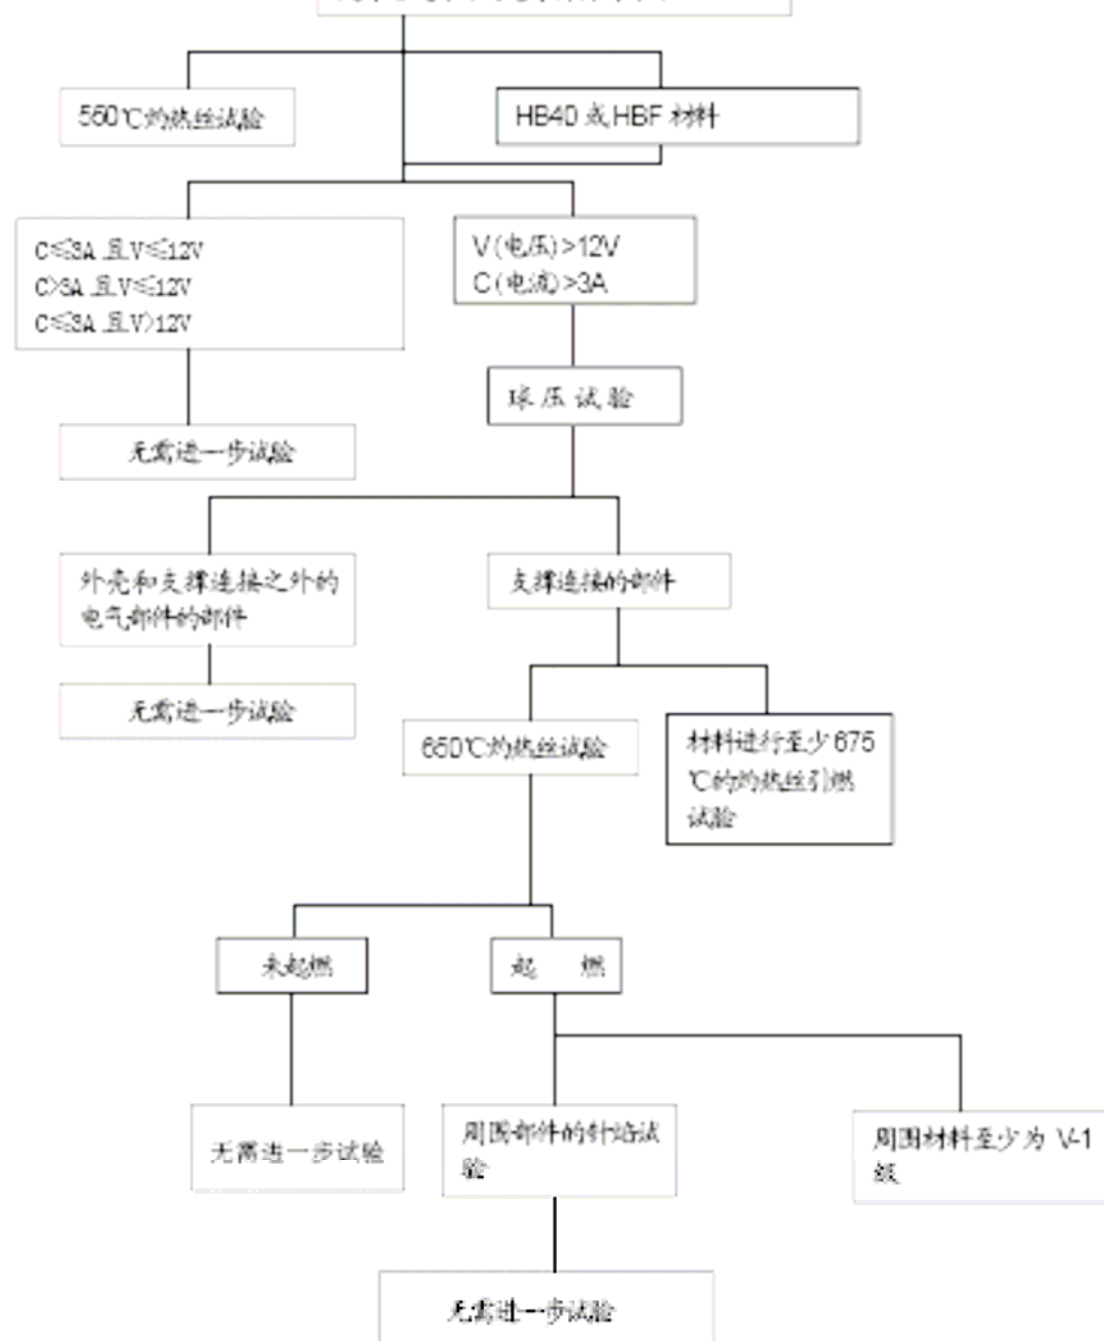 550℃灼热丝试验
HB40 或 HBF 材料
C≤3A 且 V≤12V
C>3A 且 V≤12V
C≤3A 且 V>12V
V(电压)>12V
C(电流)>3A
球 压 试 验
无需进一步试验
外壳和支撑连接之外的
电气部件的部件
支撑连接的部件
无需进一步试验
650℃灼热丝试验
材料进行至少 675
℃的灼热丝引燃
试验
未起燃
起 燃
无需进一步试验
周围部件的针焰试
验
周围材料至少为 V-1
级
无需进一步试验